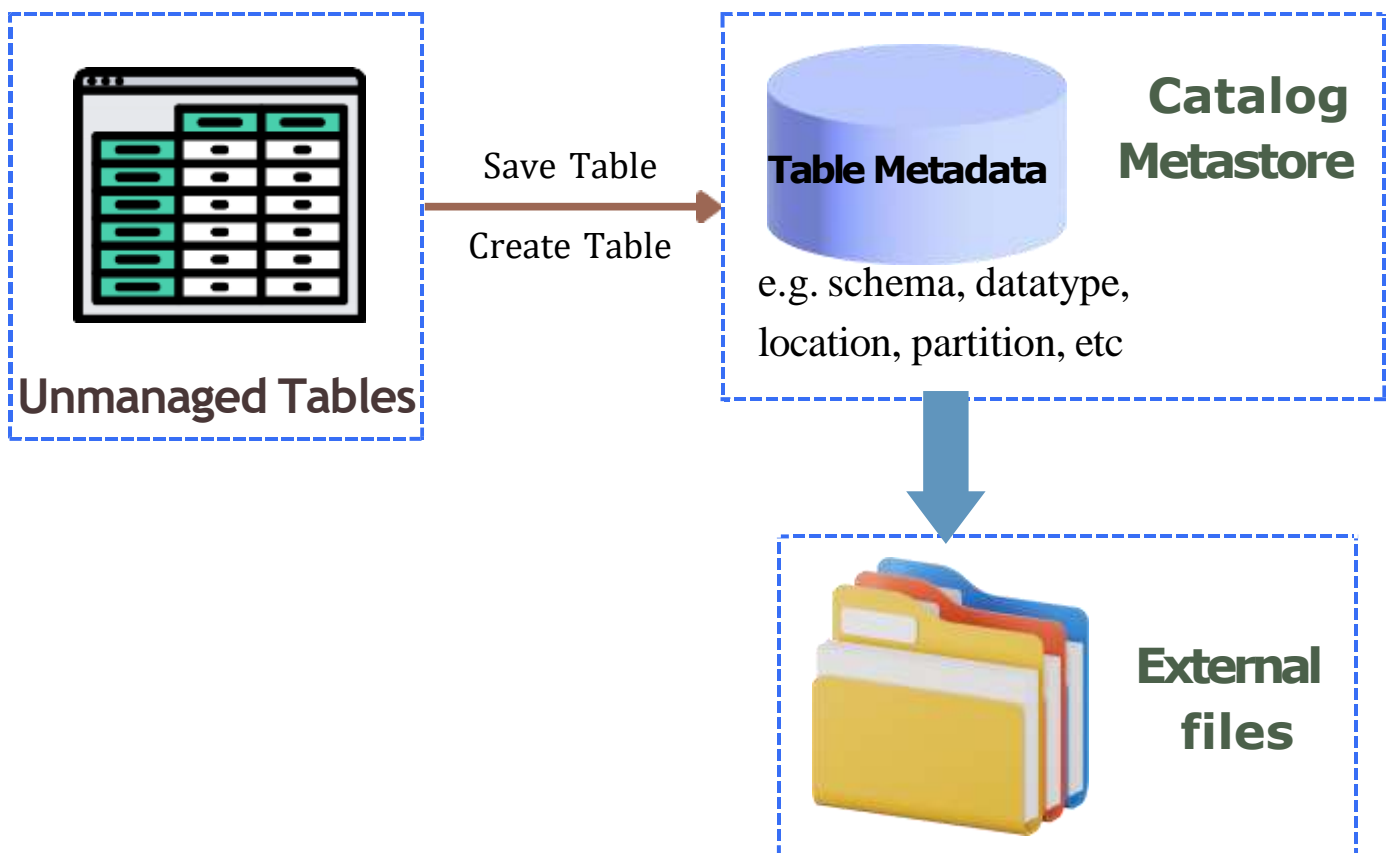 Unmanaged Tables
Save Table
Create Table
Table Metadata
Catalog
Metastore
e.g. schema, datatype,
location, partition, etc
External
files